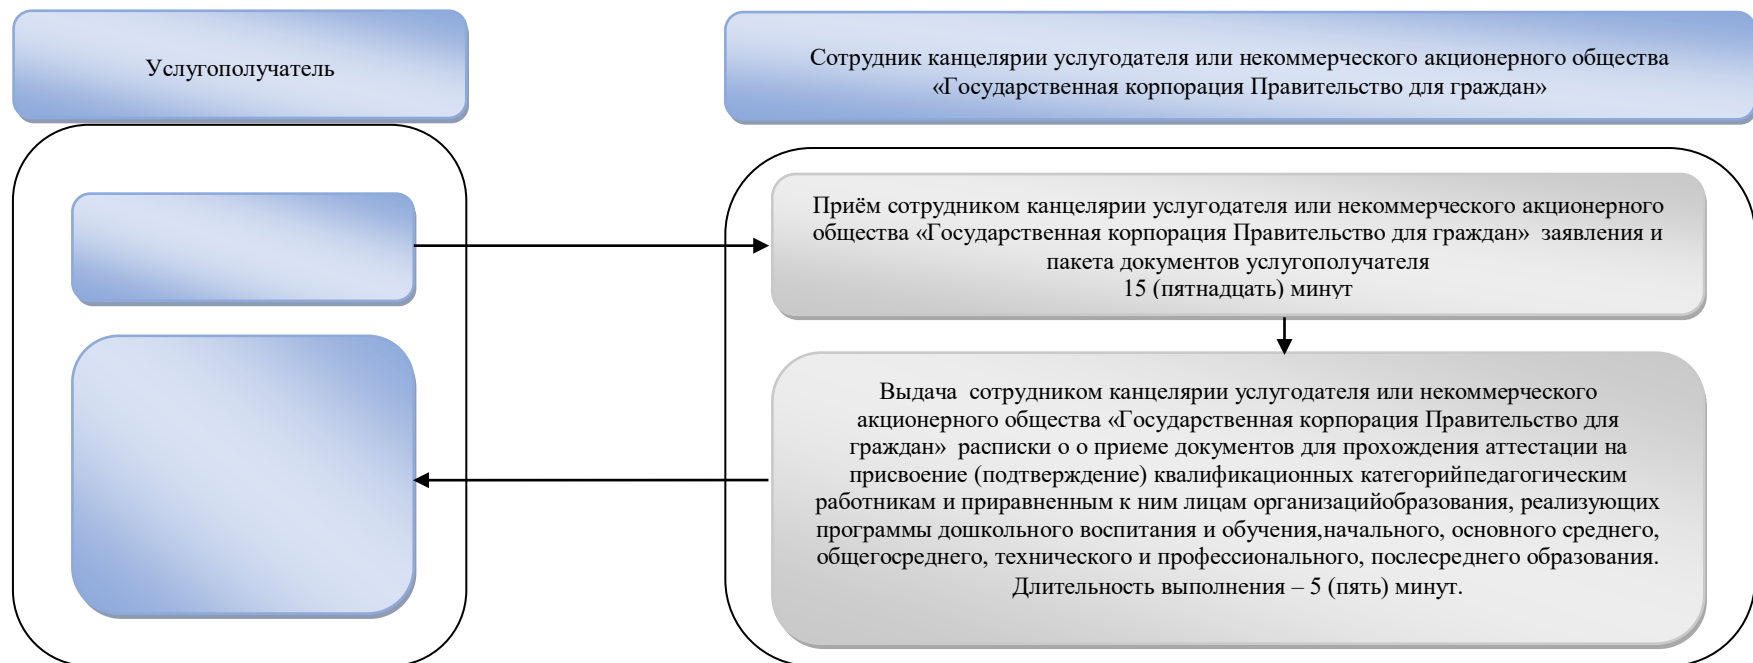 Услугополучатель
Сотрудник канцелярии услугодателя или некоммерческого акционерного общества
«Государственная корпорация Правительство для граждан»
Приём сотрудником канцелярии услугодателя или некоммерческого акционерного
общества «Государственная корпорация Правительство для граждан» заявления и
пакета документов услугополучателя
15 (пятнадцать) минут
Выдача сотрудником канцелярии услугодателя или некоммерческого
акционерного общества «Государственная корпорация Правительство для
граждан» расписки о о приеме документов для прохождения аттестации на
присвоение (подтверждение) квалификационных категорийпедагогическим
работникам и приравненным к ним лицам организацийобразования, реализующих
программы дошкольного воспитания и обучения,начального, основного среднего,
общегосреднего, технического и профессионального, послесреднего образования.
Длительность выполнения – 5 (пять) минут.